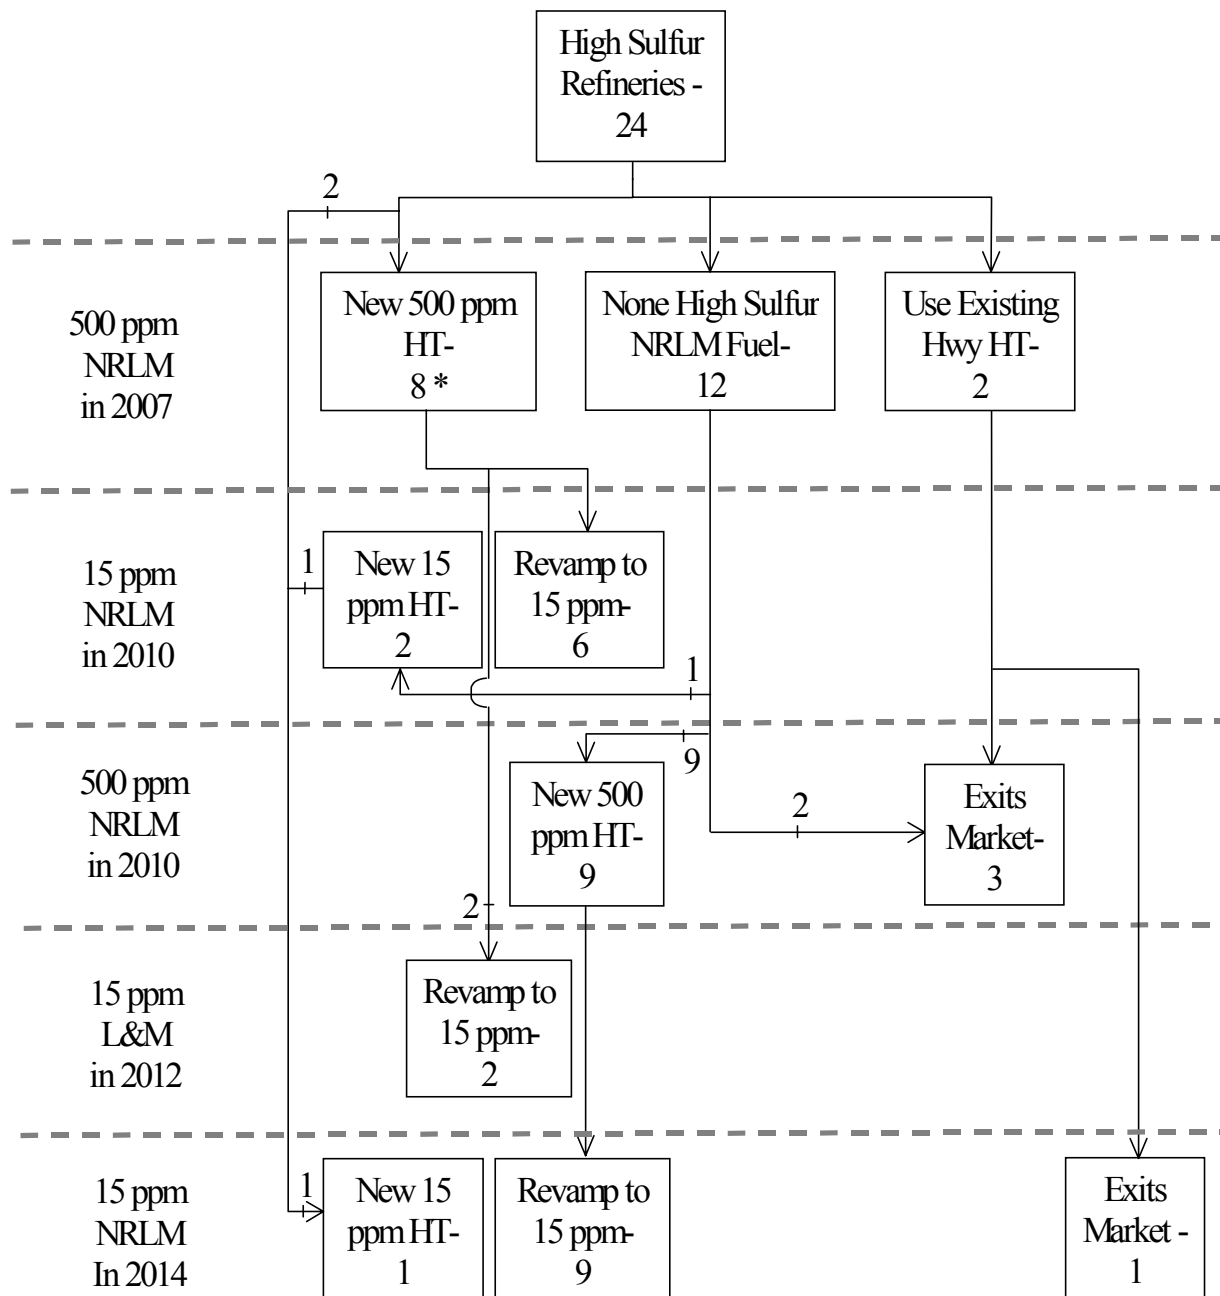 High Sulfur
Refineries -
24
2
500 ppm
NRLM
in 2007
New 500 ppm
HT-
8 *
None High Sulfur
NRLM Fuel-
12
Use Existing
Hwy HT-
2
15 ppm
NRLM
in 2010
1
New 15
ppm HT-
2
Revamp to
15 ppm-
6
1
500 ppm
NRLM
in 2010
9
New 500
ppm HT-
9
2
Exits
Market-
3
2
15 ppm
L&M
in 2012
Revamp to
15 ppm-
2
15 ppm
NRLM
In 2014
1
New 15
ppm HT-
1
Revamp to
15 ppm-
9
Exits
Market -
1